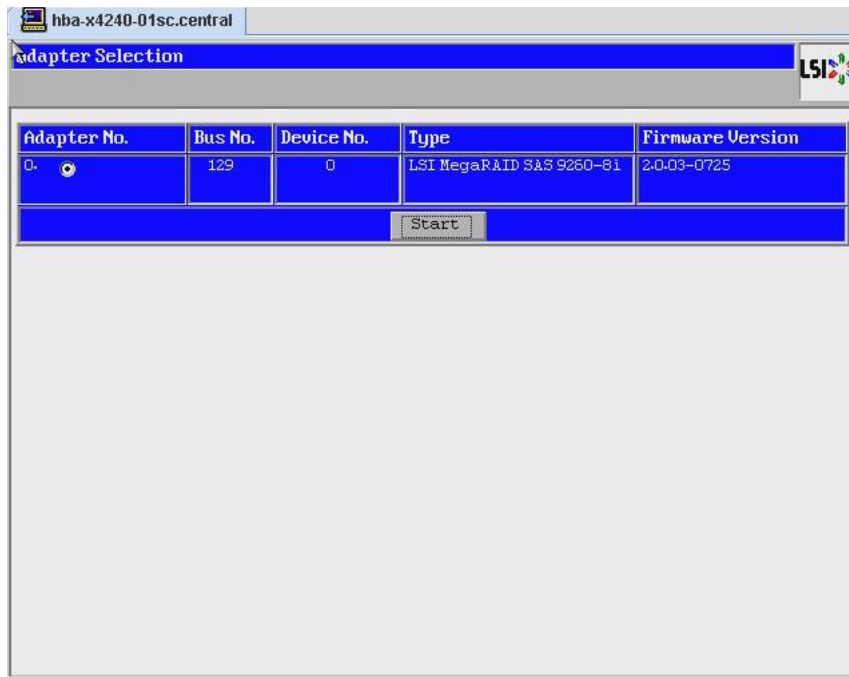 hba-x4240-01sc.central
Adapter Selection
LSI
Adapter No. Bus No. Device No. Type Firmware Version
0. 129 0 LSI MegaRAID SAS 9260-8i 2.0.03-0725
Start